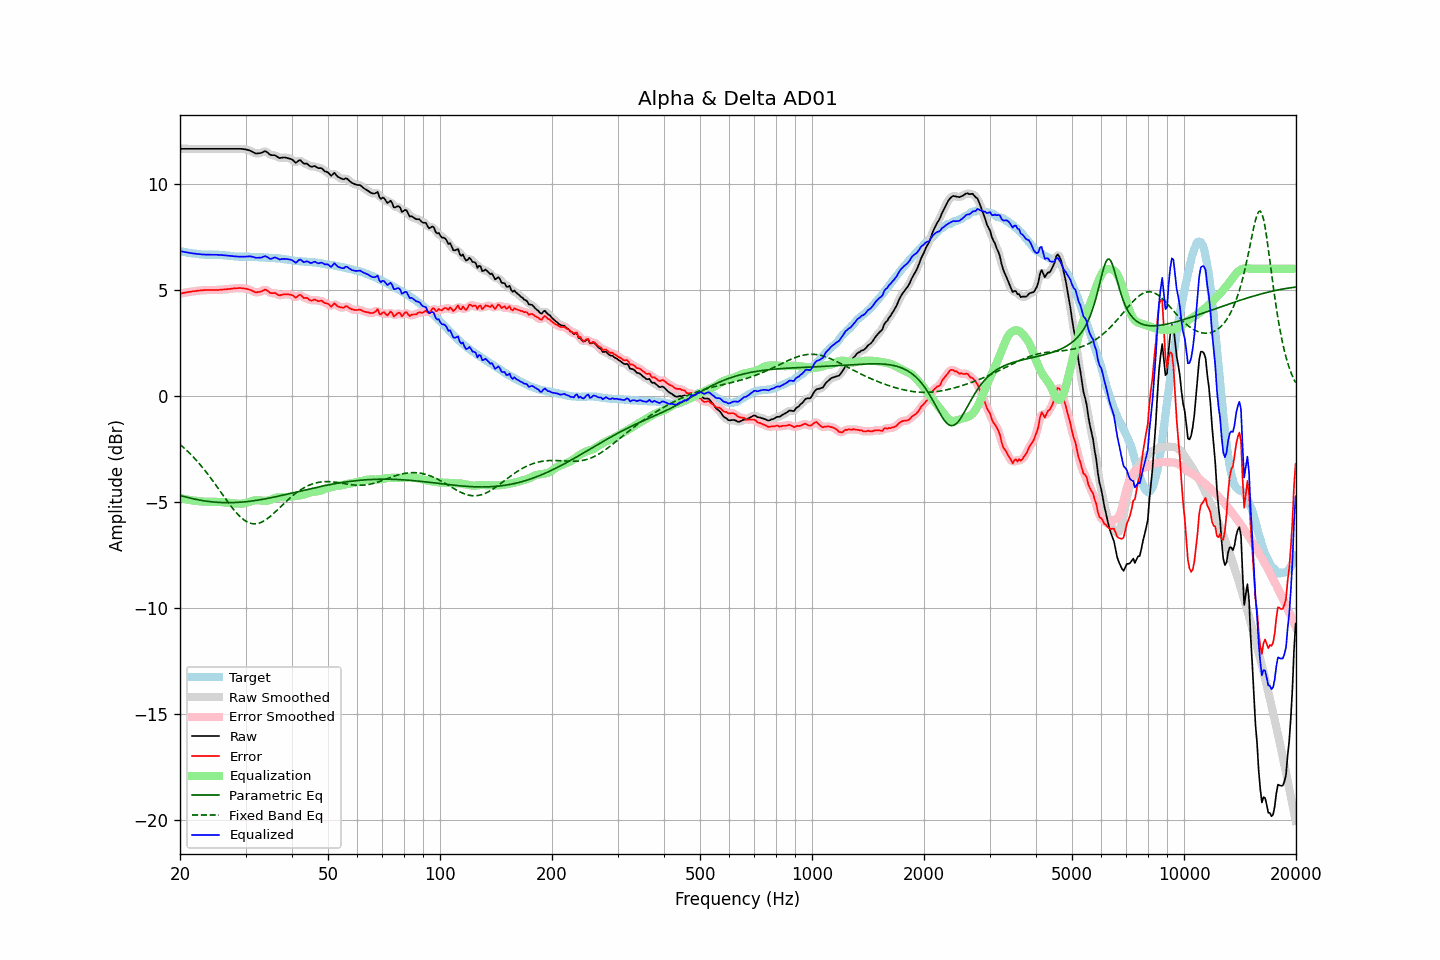 Alpha & Delta AD01
Amplitude (dBr)
10
5
0
−5
−10
−15
−20
Target
Raw Smoothed
Error Smoothed
Raw
Error
Equalization
Parametric Eq
Fixed Band Eq
Equalized
20 50 100 200 500 1000 2000 5000 10000 20000
Frequency (Hz)